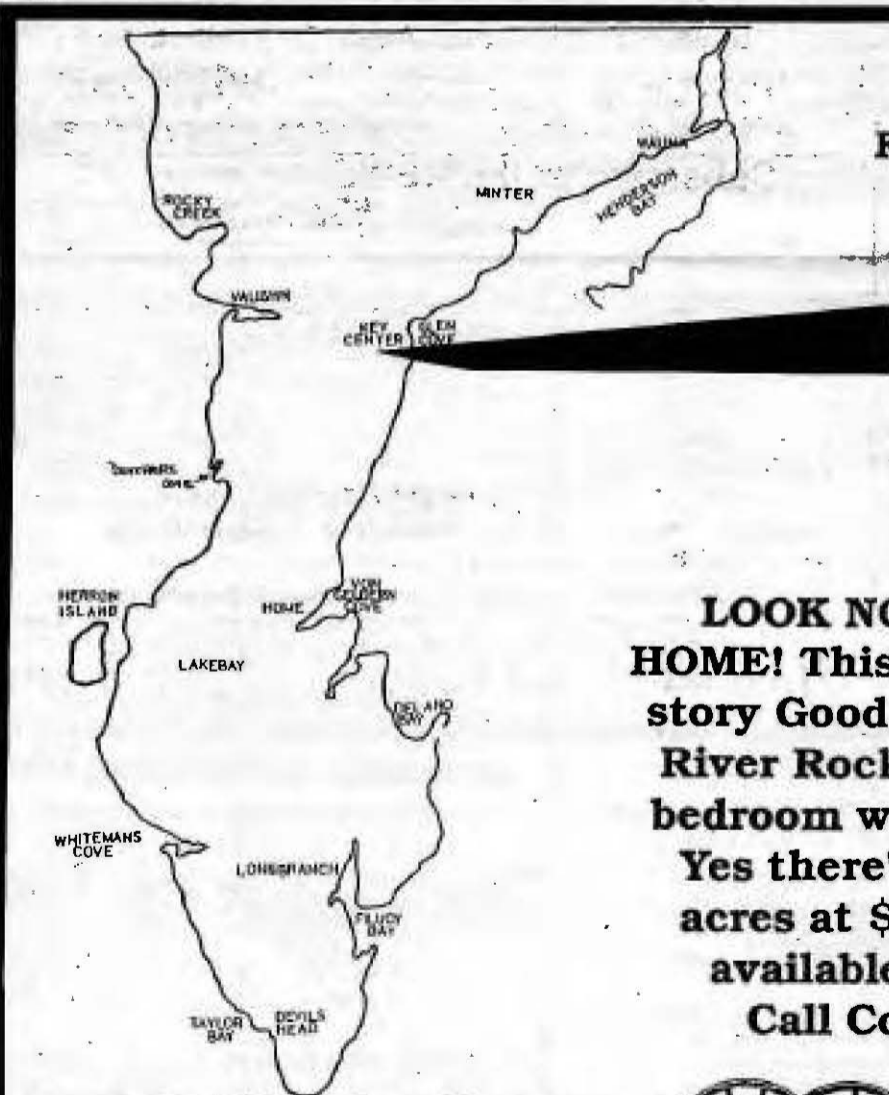 ROCKY
CREEK
VAUGHN
MINTER
WAUNA
HENDERSON
BAY
KEY
CENTER
GLEN
COVE
HERRON
ISLAND
HOME
VON
GELDERN
COVE
LAKEBAY
DELANO
BAY
WHITEMANS
COVE
LONGBRANCH
FILUCY
BAY
TAYLOR
BAY
DEVILS
HEAD
LOOK NO
HOME! This
story Good
River Rock
bedroom w
Yes there'
acres at $
available
Call Co